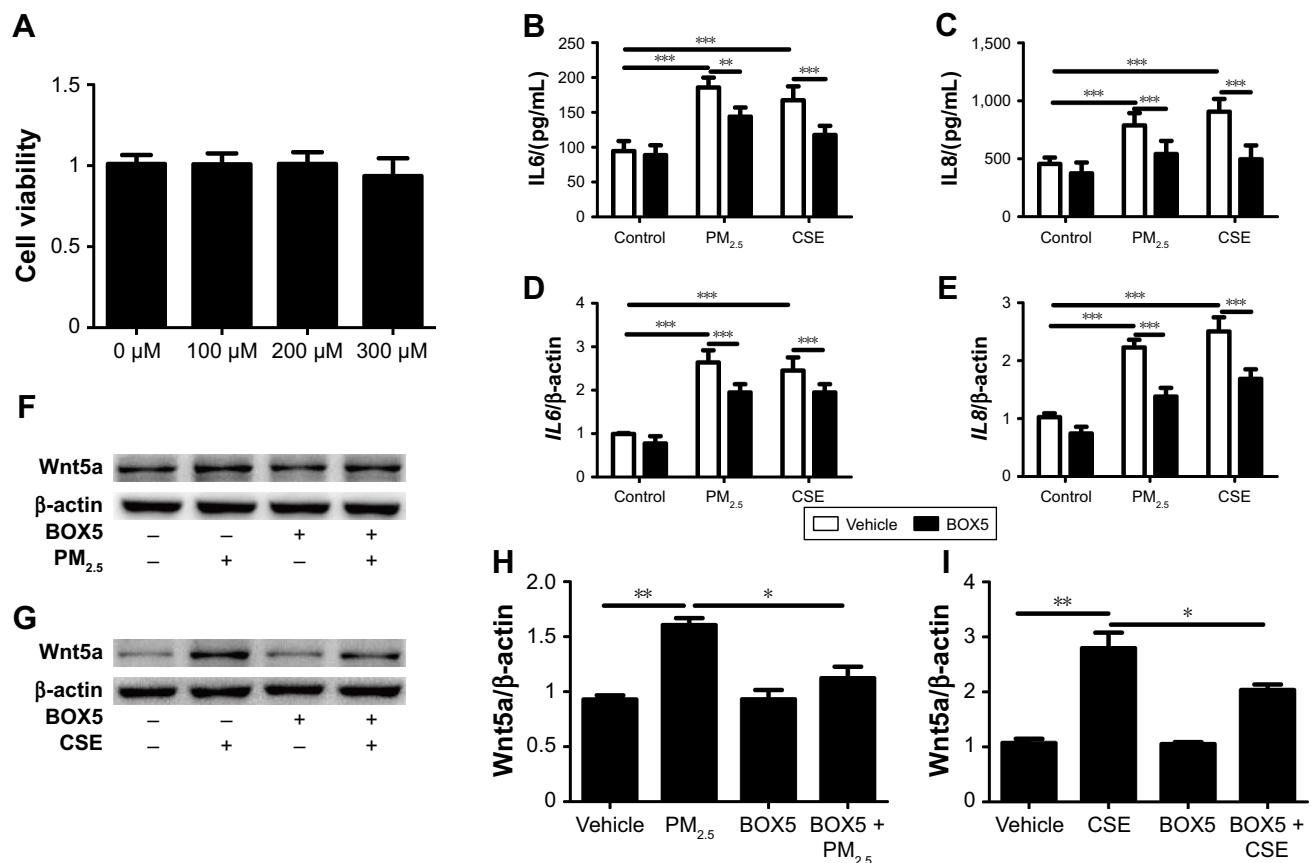 A
Cell viability
1.5
1
0.5
0
0 µM 100 µM 200 µM 300 µM
B
IL6/(pg/mL)
250
200
150
100
50
0
*** *** ** ***
Control PM2.5 CSE
C
IL8/(pg/mL)
1,500
1,000
500
0
*** *** *** ***
Control PM2.5 CSE
D
IL6/β-actin
4
3
2
1
0
*** *** *** ***
Control PM2.5 CSE
E
IL8/β-actin
3
2
1
0
*** *** *** ***
Control PM2.5 CSE
Vehicle BOX5
F
Wnt5a
β-actin
BOX5 – – + +
PM2.5 – + – +
G
Wnt5a
β-actin
BOX5 – – + +
CSE – + – +
H
Wnt5a/β-actin
2.0
1.5
1
0.5
0
** *
Vehicle PM2.5 BOX5 BOX5 +
PM2.5
I
Wnt5a/β-actin
4
3
2
1
0
** *
Vehicle CSE BOX5 BOX5 +
CSE